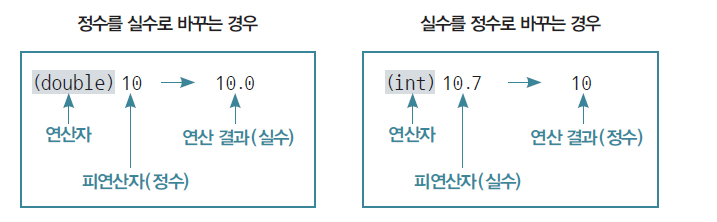 정수를 실수로 바꾸는 경우
(double) 10 → 10.0
연산자
연산 결과(실수)
피연산자(정수)
실수를 정수로 바꾸는 경우
(int) 10.7 → 10
연산자
연산 결과(정수)
피연산자(실수)